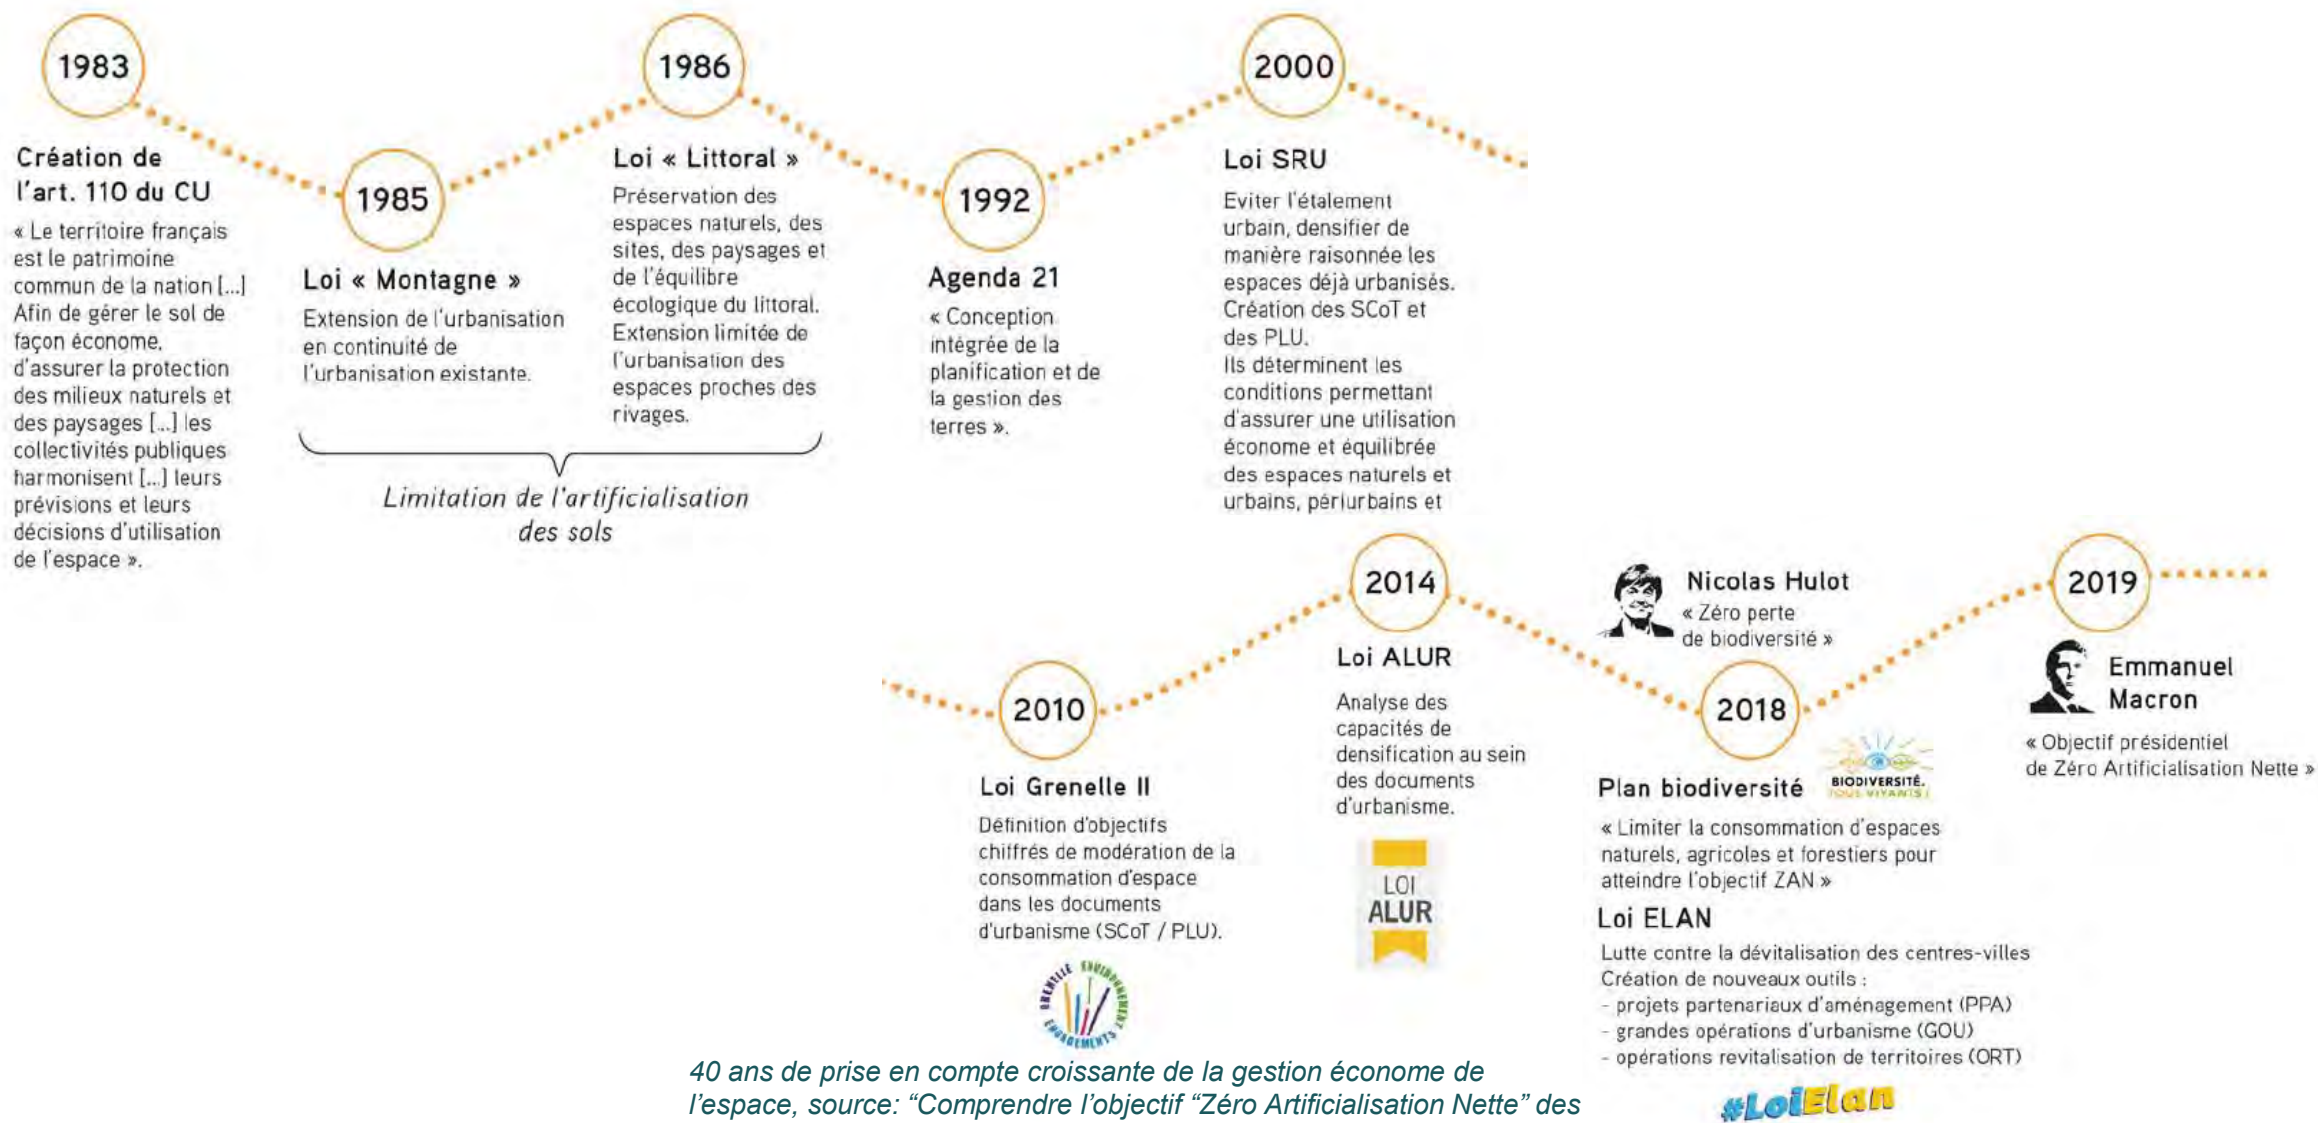 1983
Création de
l'art. 110 du CU
« Le territoire français
est le patrimoine
commun de la nation [...]
Afin de gérer le sol de
façon économe,
d'assurer la protection
des milieux naturels et
des paysages [...] les
collectivités publiques
harmonisent [...] leurs
prévisions et leurs
décisions d'utilisation
de l'espace ».
1985
Loi « Montagne »
Extension de l'urbanisation
en continuité de
l'urbanisation existante.
1986
Loi « Littoral »
Préservation des
espaces naturels, des
sites, des paysages et
de l'équilibre
écologique du littoral.
Extension limitée de
l'urbanisation des
espaces proches des
rivages.
Limitation de l'artificialisation
des sols
1992
Agenda 21
« Conception
intégrée de la
planification et de
la gestion des
terres ».
2000
Loi SRU
Eviter l'étalement
urbain, densifier de
manière raisonnée les
espaces déjà urbanisés.
Création des SCoT et
des PLU.
Ils déterminent les
conditions permettant
d'assurer une utilisation
économe et équilibrée
des espaces naturels et
urbains, périurbains et
2010
Loi Grenelle II
Définition d'objectifs
chiffrés de modération de la
consommation d'espace
dans les documents
d'urbanisme (SCoT / PLU).
GRENELLE ENVIRONNEMENT
ENGAGEMENTS
2014
Loi ALUR
Analyse des
capacités de
densification au sein
des documents
d'urbanisme.
LOI
ALUR
Nicolas Hulot
« Zéro perte
de biodiversité »
2018
Plan biodiversité
BIODIVERSITÉ.
TOUS VIVANTS !
« Limiter la consommation d'espaces
naturels, agricoles et forestiers pour
atteindre l'objectif ZAN »
Loi ELAN
Lutte contre la dévitalisation des centres-villes
Création de nouveaux outils :
- projets partenariaux d'aménagement (PPA)
- grandes opérations d'urbanisme (GOU)
- opérations revitalisation de territoires (ORT)
#LoiElan
2019
Emmanuel
Macron
« Objectif présidentiel
de Zéro Artificialisation Nette »
40 ans de prise en compte croissante de la gestion économe de
l'espace, source: “Comprendre l'objectif “Zéro Artificialisation Nette” des